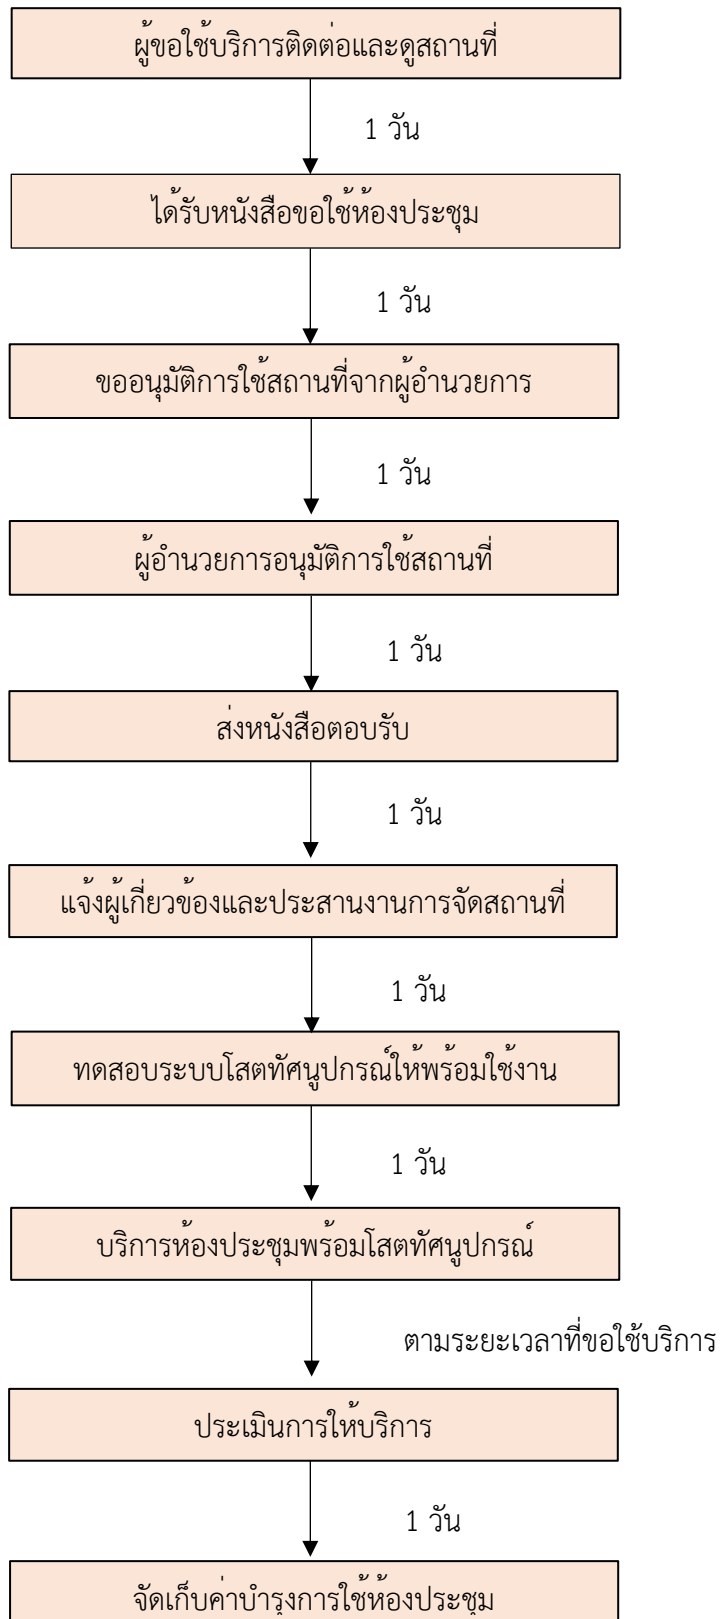 ผู้ขอใช้บริการติดต่อและดูสถานที่
1 วัน
ได้รับหนังสือขอใช้ห้องประชุม
1 วัน
ขออนุมัติการใช้สถานที่จากผู้อำนวยการ
1 วัน
ผู้อำนวยการอนุมัติการใช้สถานที่
1 วัน
ส่งหนังสือตอบรับ
1 วัน
แจ้งผู้เกี่ยวข้องและประสานงานการจัดสถานที่
1 วัน
ทดสอบระบบโสตทัศนูปกรณ์ให้พร้อมใช้งาน
1 วัน
บริการห้องประชุมพร้อมโสตทัศนูปกรณ์
ตามระยะเวลาที่ขอใช้บริการ
ประเมินการให้บริการ
1 วัน
จัดเก็บค่าบำรุงการใช้ห้องประชุม